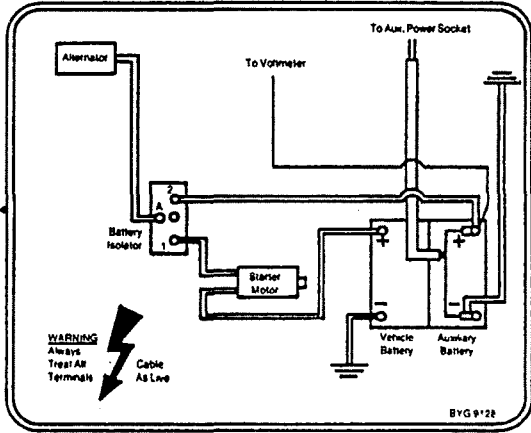 To Aux. Power Socket
Alternator
To Voltmeter
2
A
Battery
Isolator
1
+
+
Starter
Motor
−
−
WARNING
Always
Treat All
Terminals
Cable
As Live
Vehicle
Battery
Auxiliary
Battery
BYG 9128